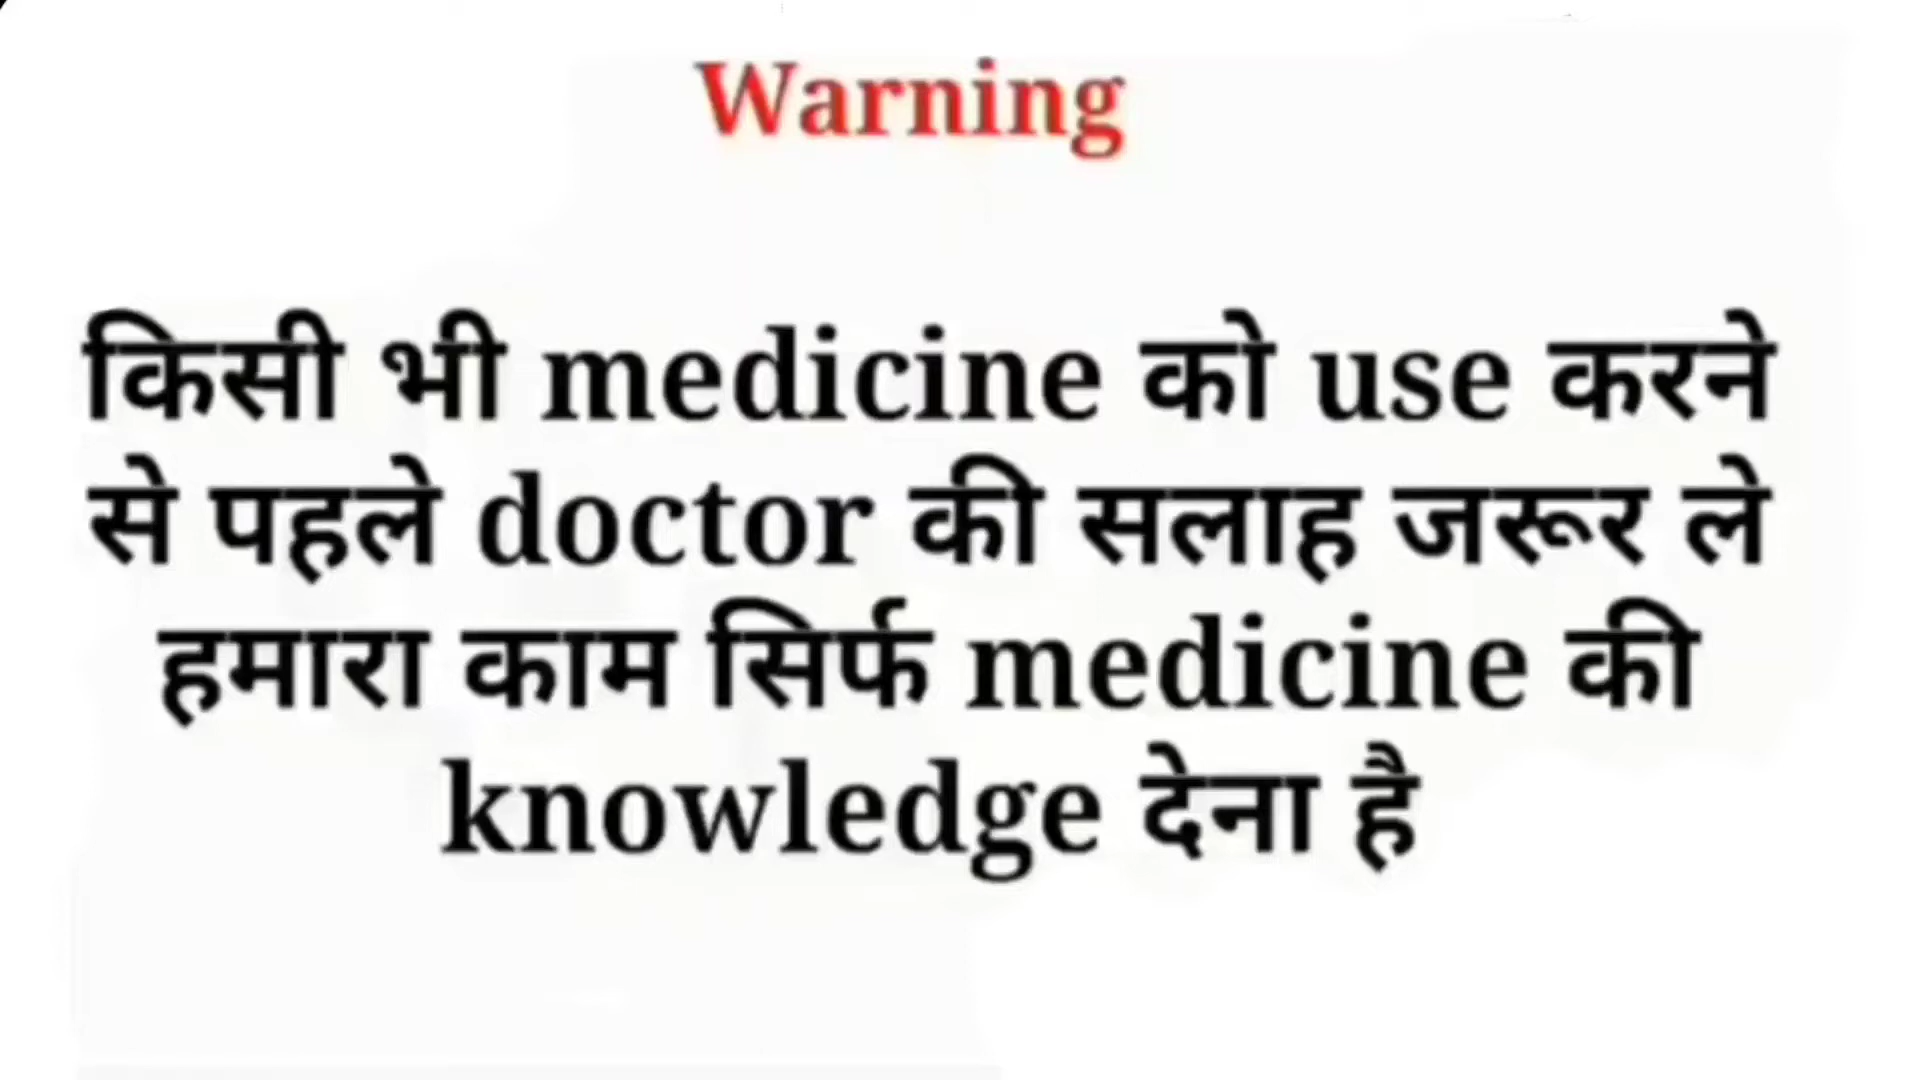 Warning
किसी भी medicine को use करने
से पहले doctor की सलाह जरूर ले
हमारा काम सिर्फ medicine की
knowledge देना है